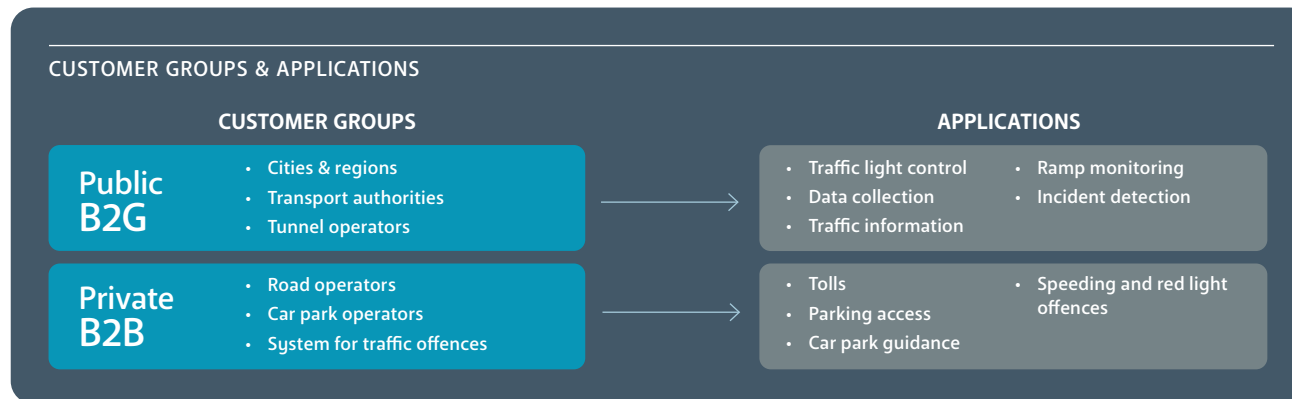 CUSTOMER GROUPS & APPLICATIONS
CUSTOMER GROUPS
Public
B2G
• Cities & regions
• Transport authorities
• Tunnel operators
Private
B2B
• Road operators
• Car park operators
• System for traffic offences
APPLICATIONS
• Traffic light control
• Data collection
• Traffic information
• Ramp monitoring
• Incident detection
• Tolls
• Parking access
• Car park guidance
• Speeding and red light
offences